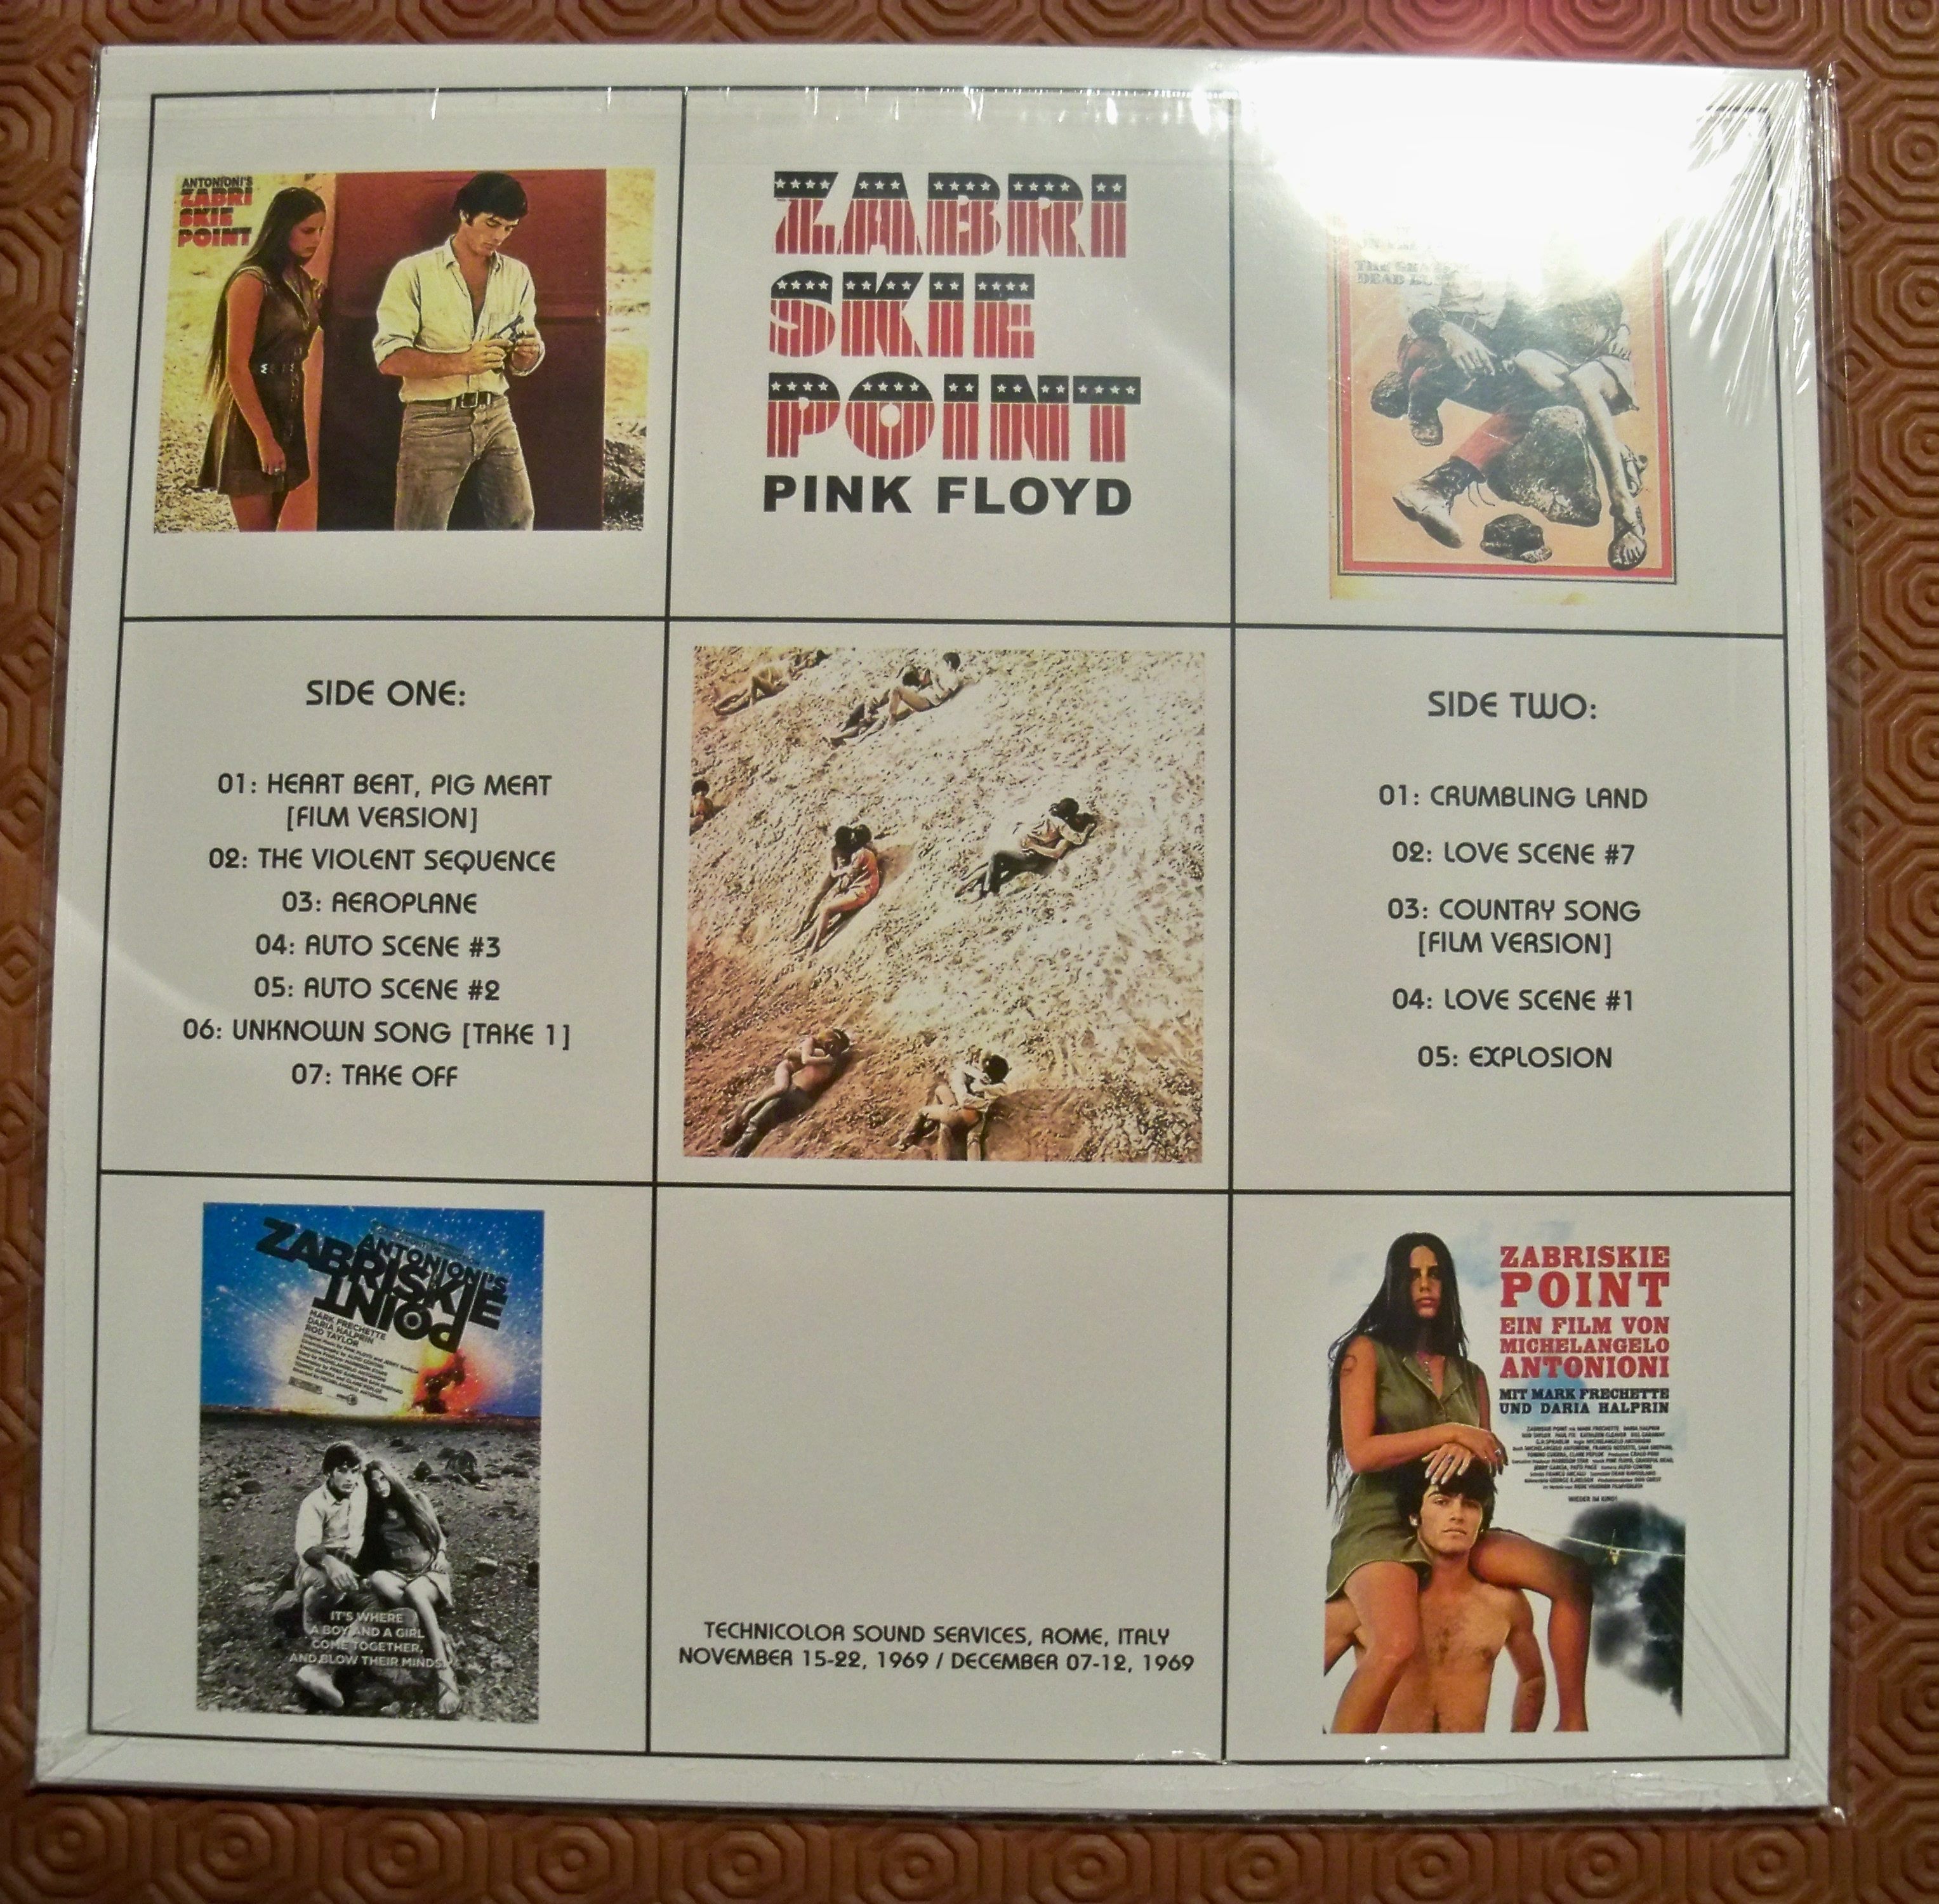 ANTONIONI'S
ZABRI
SKIE
POINT
ZABRI
SKIE
POINT
PINK FLOYD
SIDE ONE:
01: HEART BEAT, PIG MEAT
[FILM VERSION]
02: THE VIOLENT SEQUENCE
03: AEROPLANE
04: AUTO SCENE #3
05: AUTO SCENE #2
06: UNKNOWN SONG [TAKE 1]
07: TAKE OFF
SIDE TWO:
01: CRUMBLING LAND
02: LOVE SCENE #7
03: COUNTRY SONG
[FILM VERSION]
04: LOVE SCENE #1
05: EXPLOSION
ANTONIONI'S
ZABRISKIE
POINT
MARK FRECHETTE
DARIA HALPRIN
ROD TAYLOR
IT'S WHERE
A BOY AND A GIRL
COME TOGETHER,
AND BLOW THEIR MINDS.
TECHNICOLOR SOUND SERVICES, ROME, ITALY
NOVEMBER 15-22, 1969 / DECEMBER 07-12, 1969
ZABRISKIE
POINT
EIN FILM VON
MICHELANGELO
ANTONIONI
MIT MARK FRECHETTE
UND DARIA HALPRIN
WIEDER IM KINO!